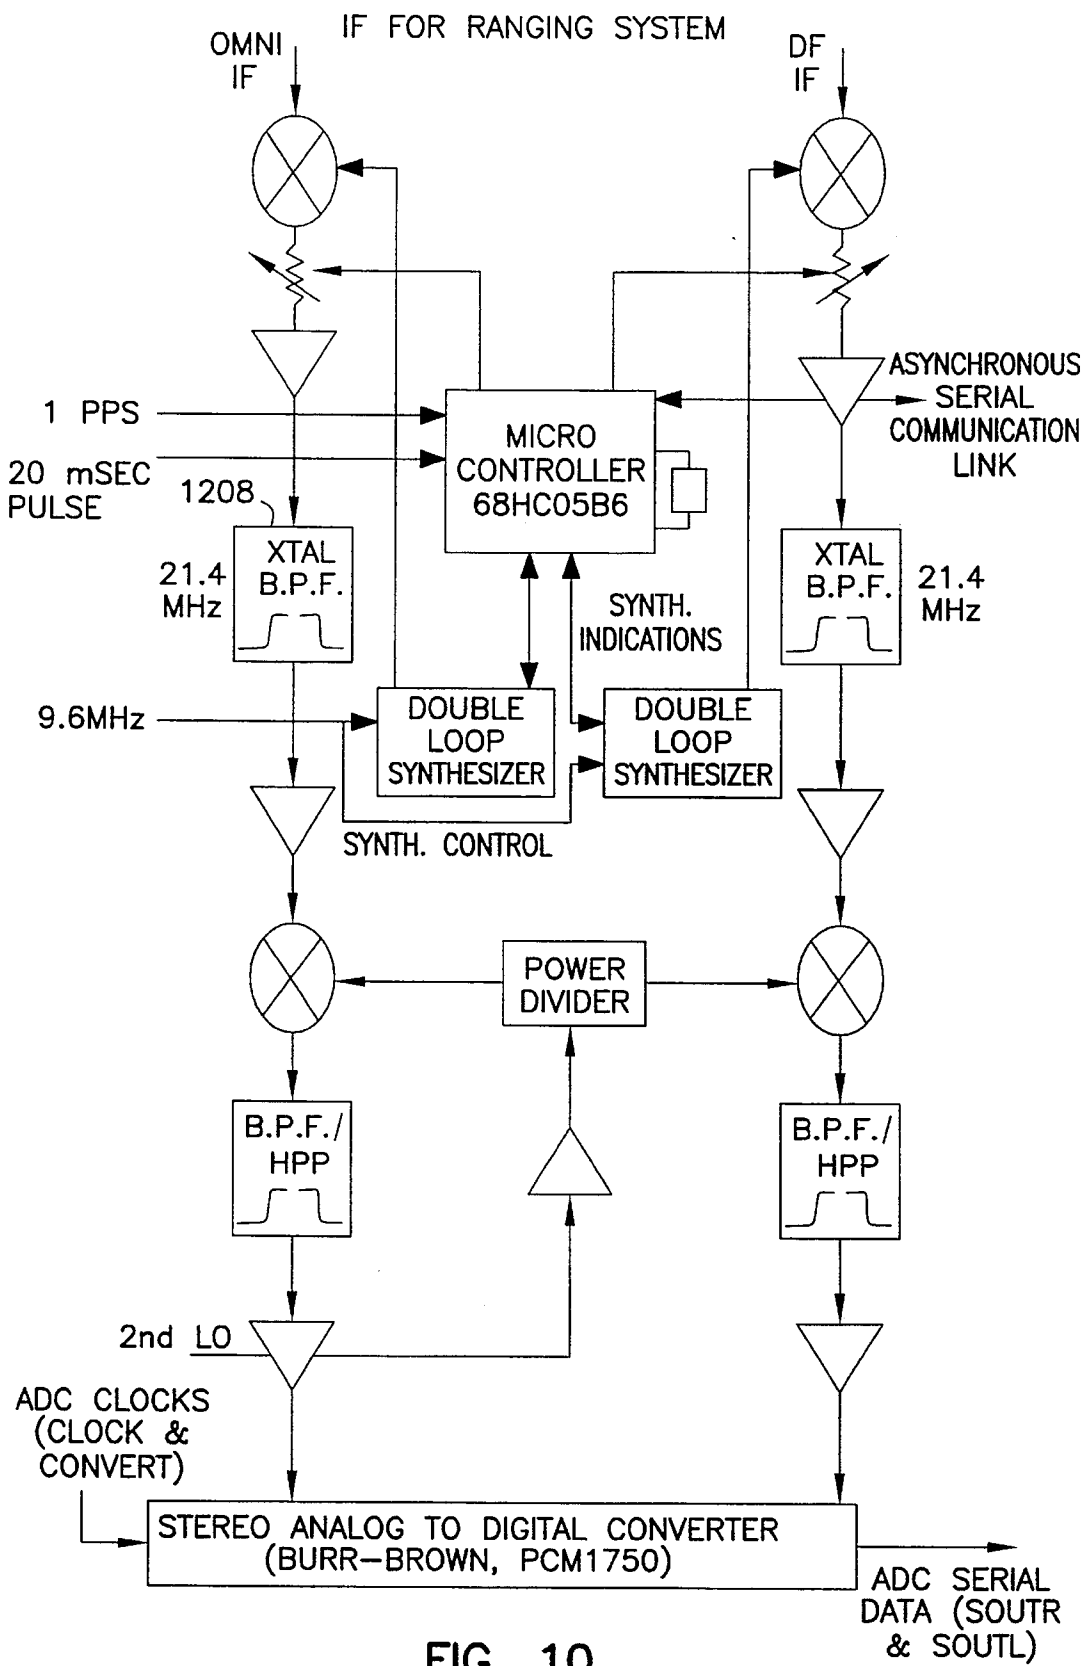 IF FOR RANGING SYSTEM
OMNI
IF
DF
IF
ASYNCHRONOUS
SERIAL
COMMUNICATION
LINK
1 PPS
20 mSEC
PULSE
MICRO
CONTROLLER
68HC05B6
1208
XTAL
B.P.F.
21.4
MHz
XTAL
B.P.F.
21.4
MHz
SYNTH.
INDICATIONS
9.6MHz
DOUBLE
LOOP
SYNTHESIZER
DOUBLE
LOOP
SYNTHESIZER
SYNTH. CONTROL
POWER
DIVIDER
B.P.F./
HPP
B.P.F./
HPP
2nd LO
ADC CLOCKS
(CLOCK &
CONVERT)
STEREO ANALOG TO DIGITAL CONVERTER
(BURR-BROWN, PCM1750)
ADC SERIAL
DATA (SOUTR
& SOUTL)
FIG. 10